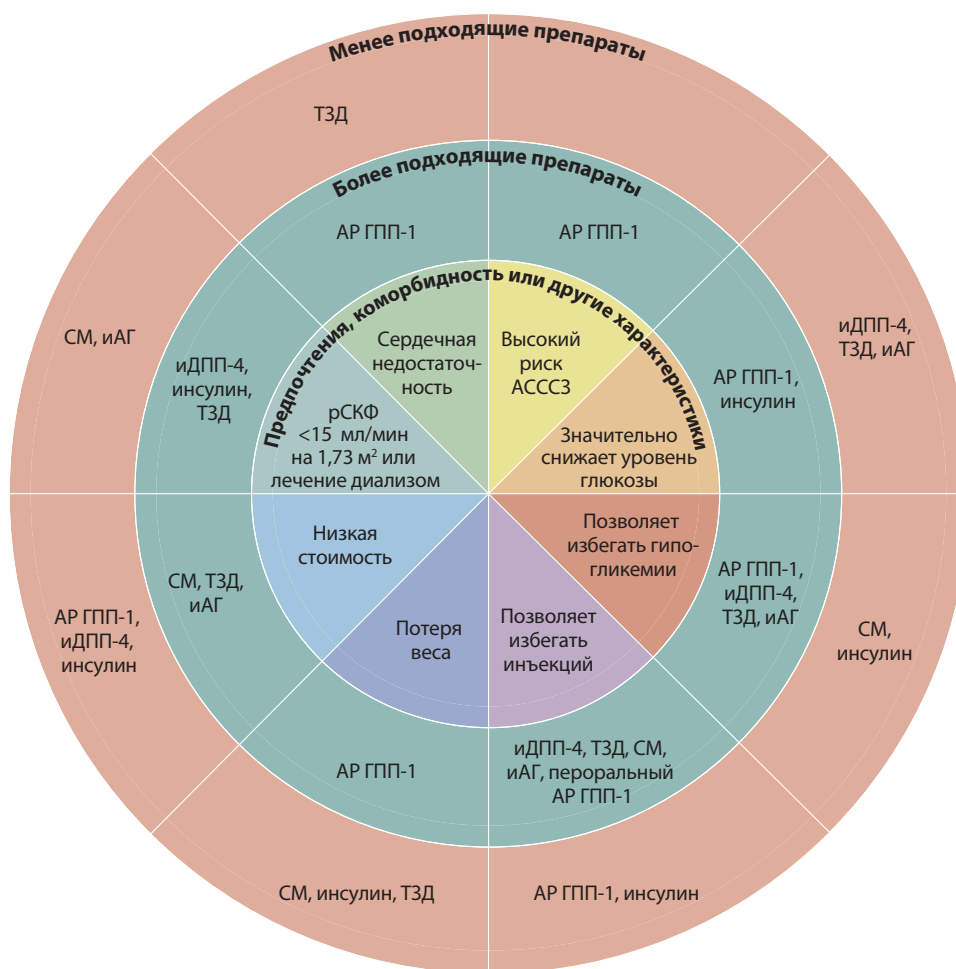 Менее подходящие препараты
ТЗД
Более подходящие препараты
АР ГПП-1
АР ГПП-1
Предпочтения, коморбидность или другие характеристики
СМ, иАГ
иДПП-4,
инсулин,
ТЗД
Сердечная
недостаточ-
ность
Высокий
риск
АССЗ
АР ГПП-1,
инсулин
иДПП-4,
ТЗД, иАГ
рСКФ
<15 мл/мин
на 1,73 м² или
лечение диализом
Значительно
снижает уровень
глюкозы
Низкая
стоимость
Позволяет
избегать гипо-
гликемии
АР ГПП-1,
иДПП-4,
инсулин
СМ, ТЗД,
иАГ
Потеря
веса
Позволяет
избегать
инъекций
АР ГПП-1,
иДПП-4,
ТЗД, иАГ
СМ,
инсулин
АР ГПП-1
иДПП-4, ТЗД, СМ,
иАГ, пероральный
АР ГПП-1
СМ, инсулин, ТЗД
АР ГПП-1, инсулин